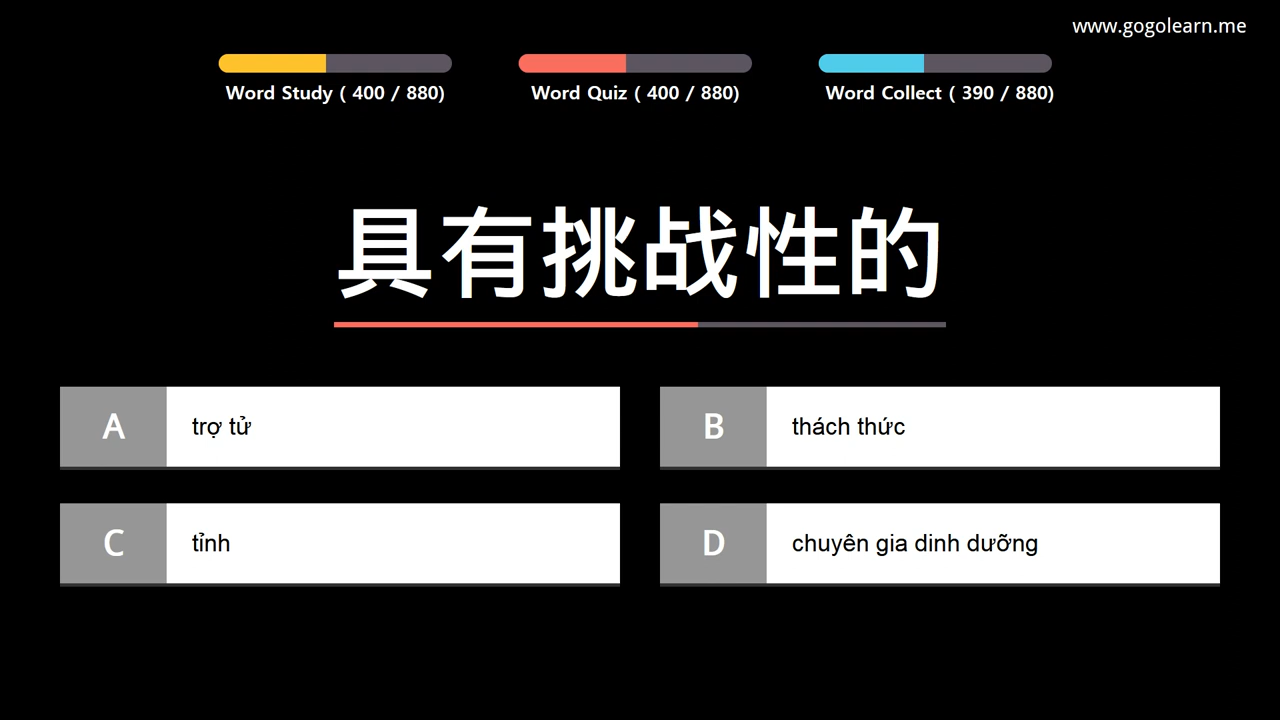 www.gogolearn.me
Word Study ( 400 / 880)
Word Quiz ( 400 / 880)
Word Collect ( 390 / 880)
具有挑战性的
A
trợ tử
B
thách thức
C
tỉnh
D
chuyên gia dinh dưỡng